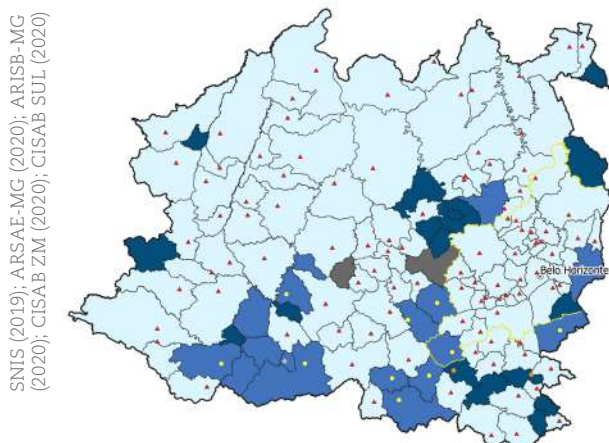 SNIS (2019); ARSAE-MG (2020); ARISB-MG
(2020); CISAB ZM (2020); CISAB SUL (2020)
Belo Horizonte